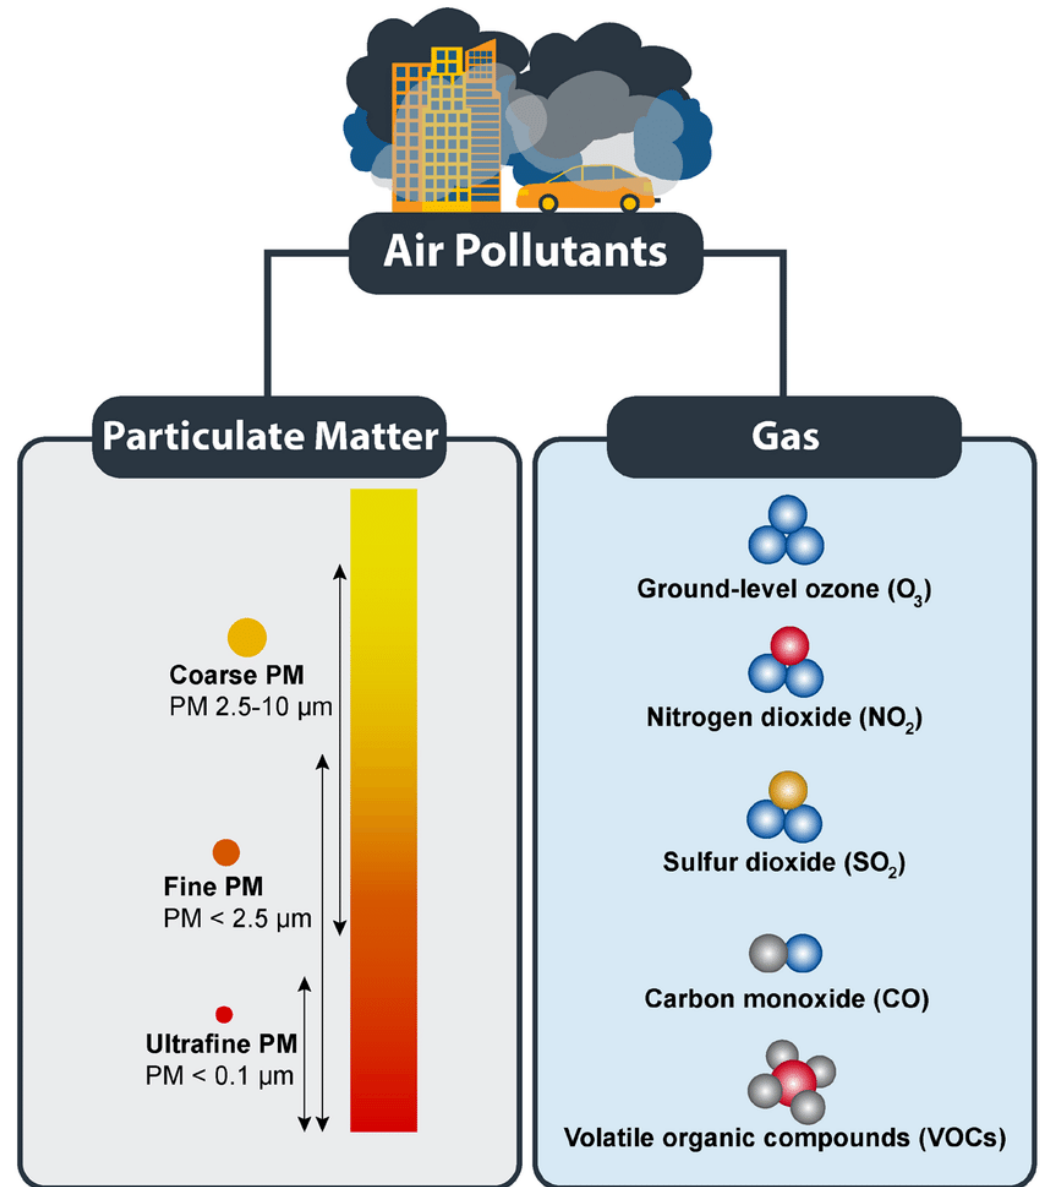 Air Pollutants
Particulate Matter
Coarse PM
PM 2.5-10 µm
Fine PM
PM < 2.5 µm
Ultrafine PM
PM < 0.1 µm
Gas
Ground-level ozone (O₃)
Nitrogen dioxide (NO₂)
Sulfur dioxide (SO₂)
Carbon monoxide (CO)
Volatile organic compounds (VOCs)